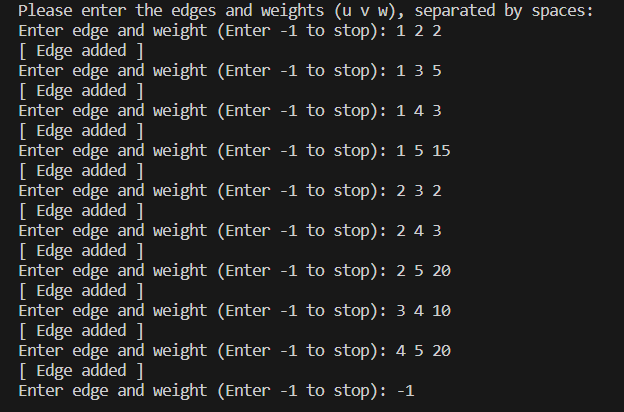 Please enter the edges and weights (u v w), separated by spaces:
Enter edge and weight (Enter -1 to stop): 1 2 2
[ Edge added ]
Enter edge and weight (Enter -1 to stop): 1 3 5
[ Edge added ]
Enter edge and weight (Enter -1 to stop): 1 4 3
[ Edge added ]
Enter edge and weight (Enter -1 to stop): 1 5 15
[ Edge added ]
Enter edge and weight (Enter -1 to stop): 2 3 2
[ Edge added ]
Enter edge and weight (Enter -1 to stop): 2 4 3
[ Edge added ]
Enter edge and weight (Enter -1 to stop): 2 5 20
[ Edge added ]
Enter edge and weight (Enter -1 to stop): 3 4 10
[ Edge added ]
Enter edge and weight (Enter -1 to stop): 4 5 20
[ Edge added ]
Enter edge and weight (Enter -1 to stop): -1